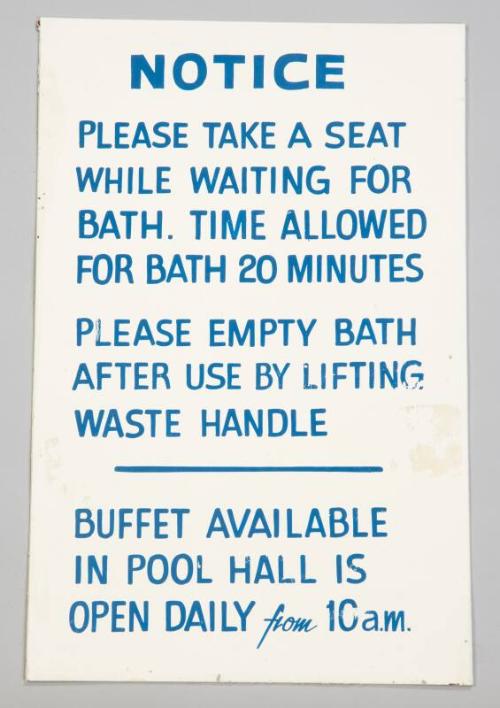 NOTICE
PLEASE TAKE A SEAT
WHILE WAITING FOR
BATH. TIME ALLOWED
FOR BATH 20 MINUTES
PLEASE EMPTY BATH
AFTER USE BY LIFTING
WASTE HANDLE
BUFFET AVAILABLE
IN POOL HALL IS
OPEN DAILY from 10 a.m.